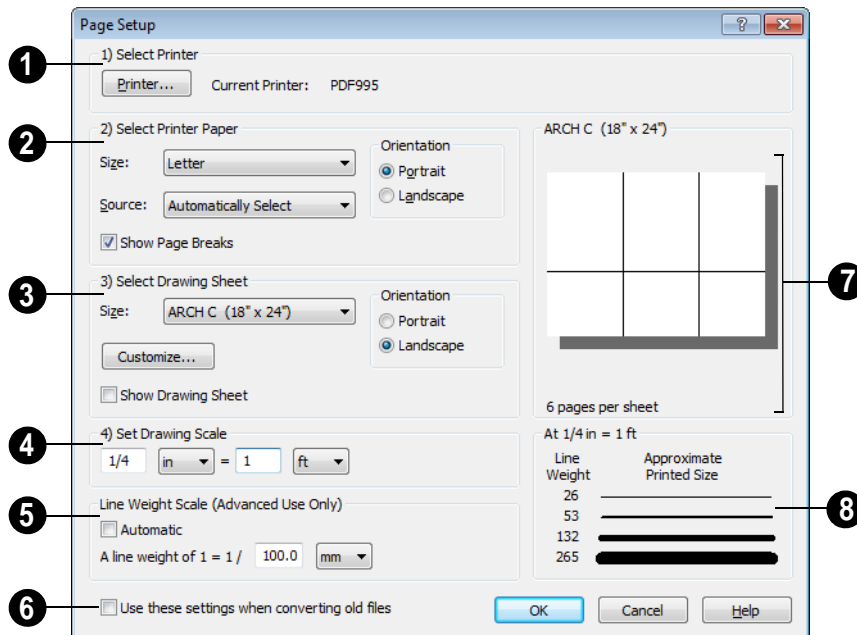 Page Setup
1
1) Select Printer
Printer... Current Printer: PDF995
2
2) Select Printer Paper
Size: Letter
Source: Automatically Select
Orientation
Portrait
Landscape
Show Page Breaks
3
3) Select Drawing Sheet
Size: ARCH C (18" x 24")
Orientation
Portrait
Landscape
Customize...
Show Drawing Sheet
4
4) Set Drawing Scale
1/4 in = 1 ft
5
Line Weight Scale (Advanced Use Only)
Automatic
A line weight of 1 = 1 / 100.0 mm
6
Use these settings when converting old files
ARCH C (18" x 24")
7
6 pages per sheet
At 1/4 in = 1 ft
Line Weight Approximate Printed Size
26
53
132
265
8
OK Cancel Help